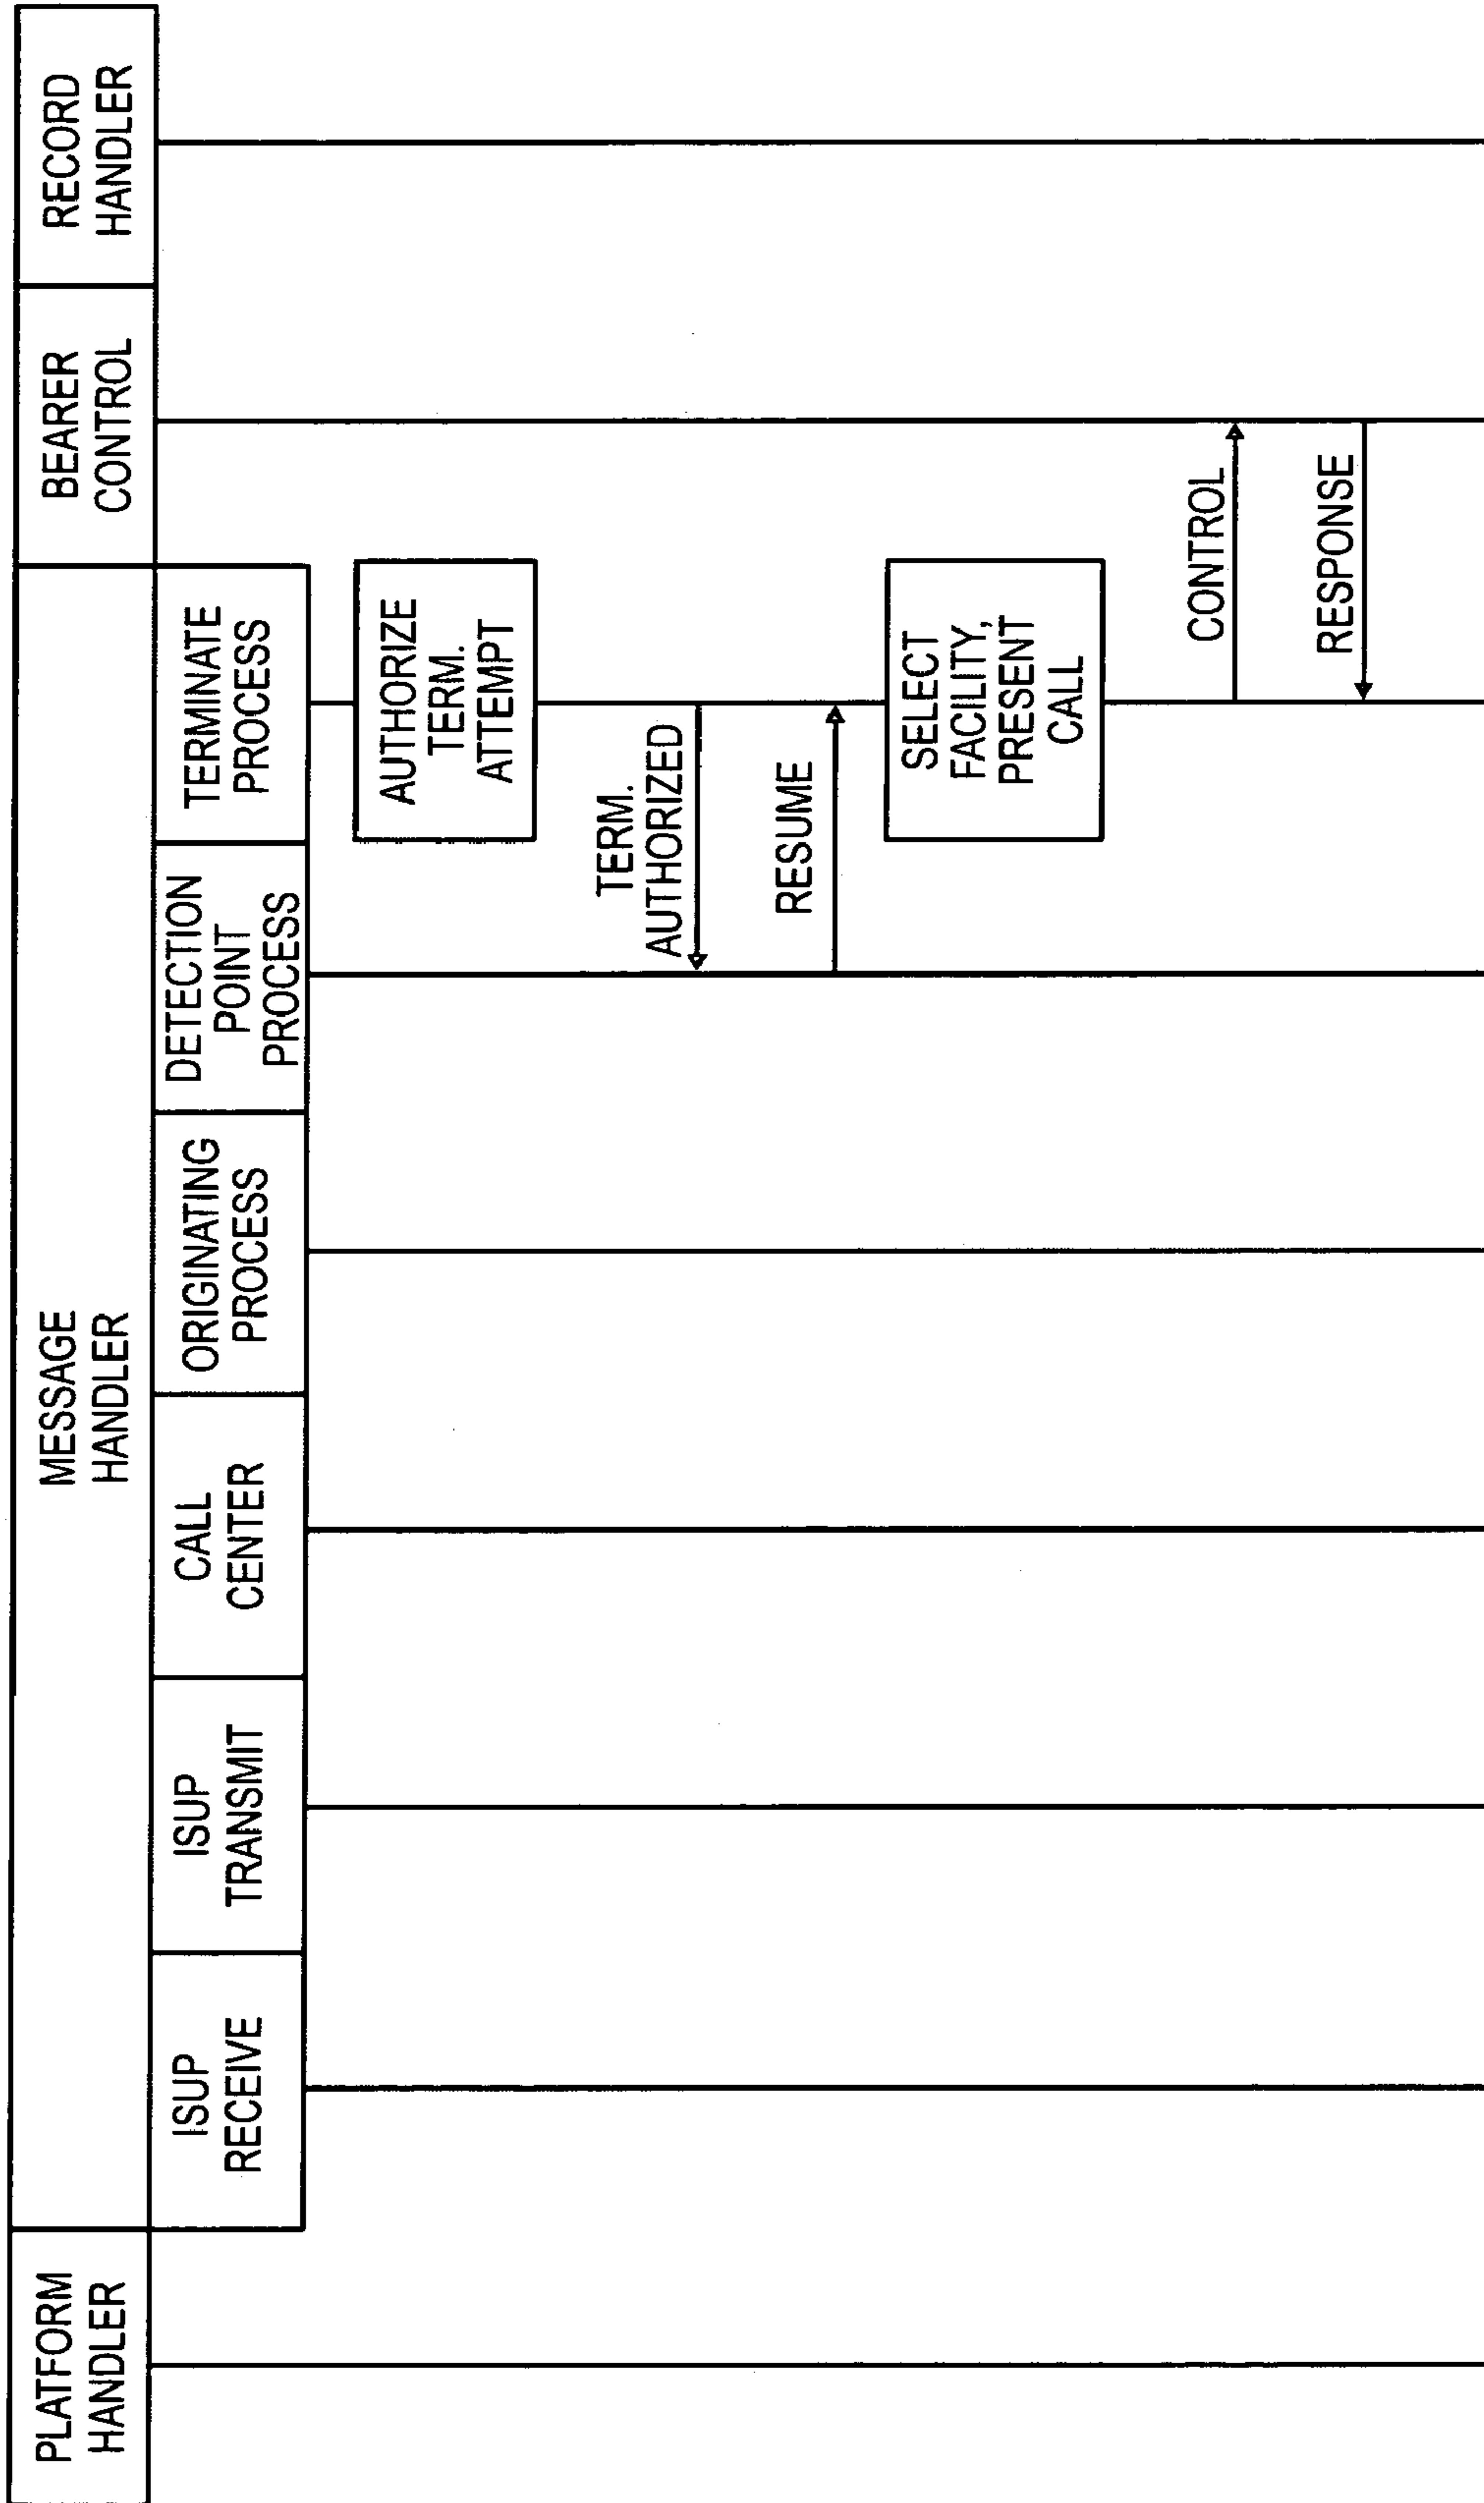 PLATFORM
HANDLER
MESSAGE
HANDLER
BEARER
CONTROL
RECORD
HANDLER
ISUP
RECEIVE
ISUP
TRANSMIT
CALL
CENTER
ORIGINATING
PROCESS
DETECTION
POINT
PROCESS
TERMINATE
PROCESS
AUTHORIZE
TERM.
ATTEMPT
TERM.
AUTHORIZED
RESUME
SELECT
FACILITY,
PRESENT
CALL
CONTROL
RESPONSE